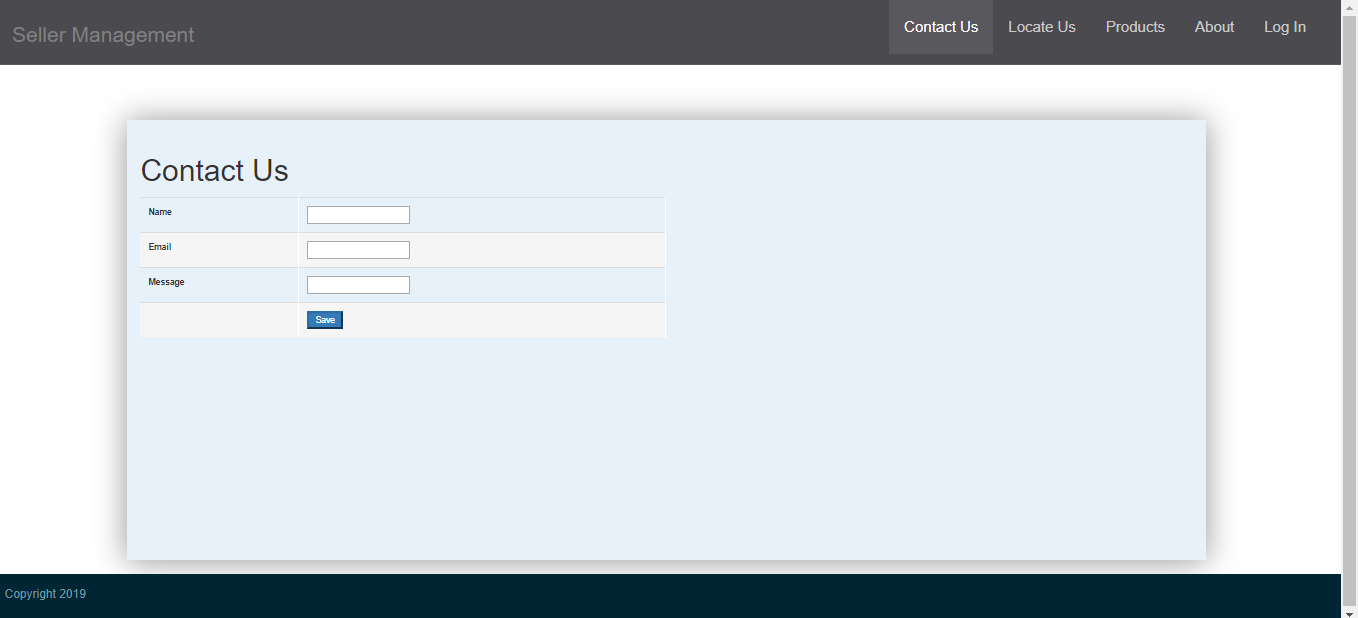 Seller Management
Contact Us Locate Us Products About Log In
Contact Us
Name
Email
Message
Save
Copyright 2019